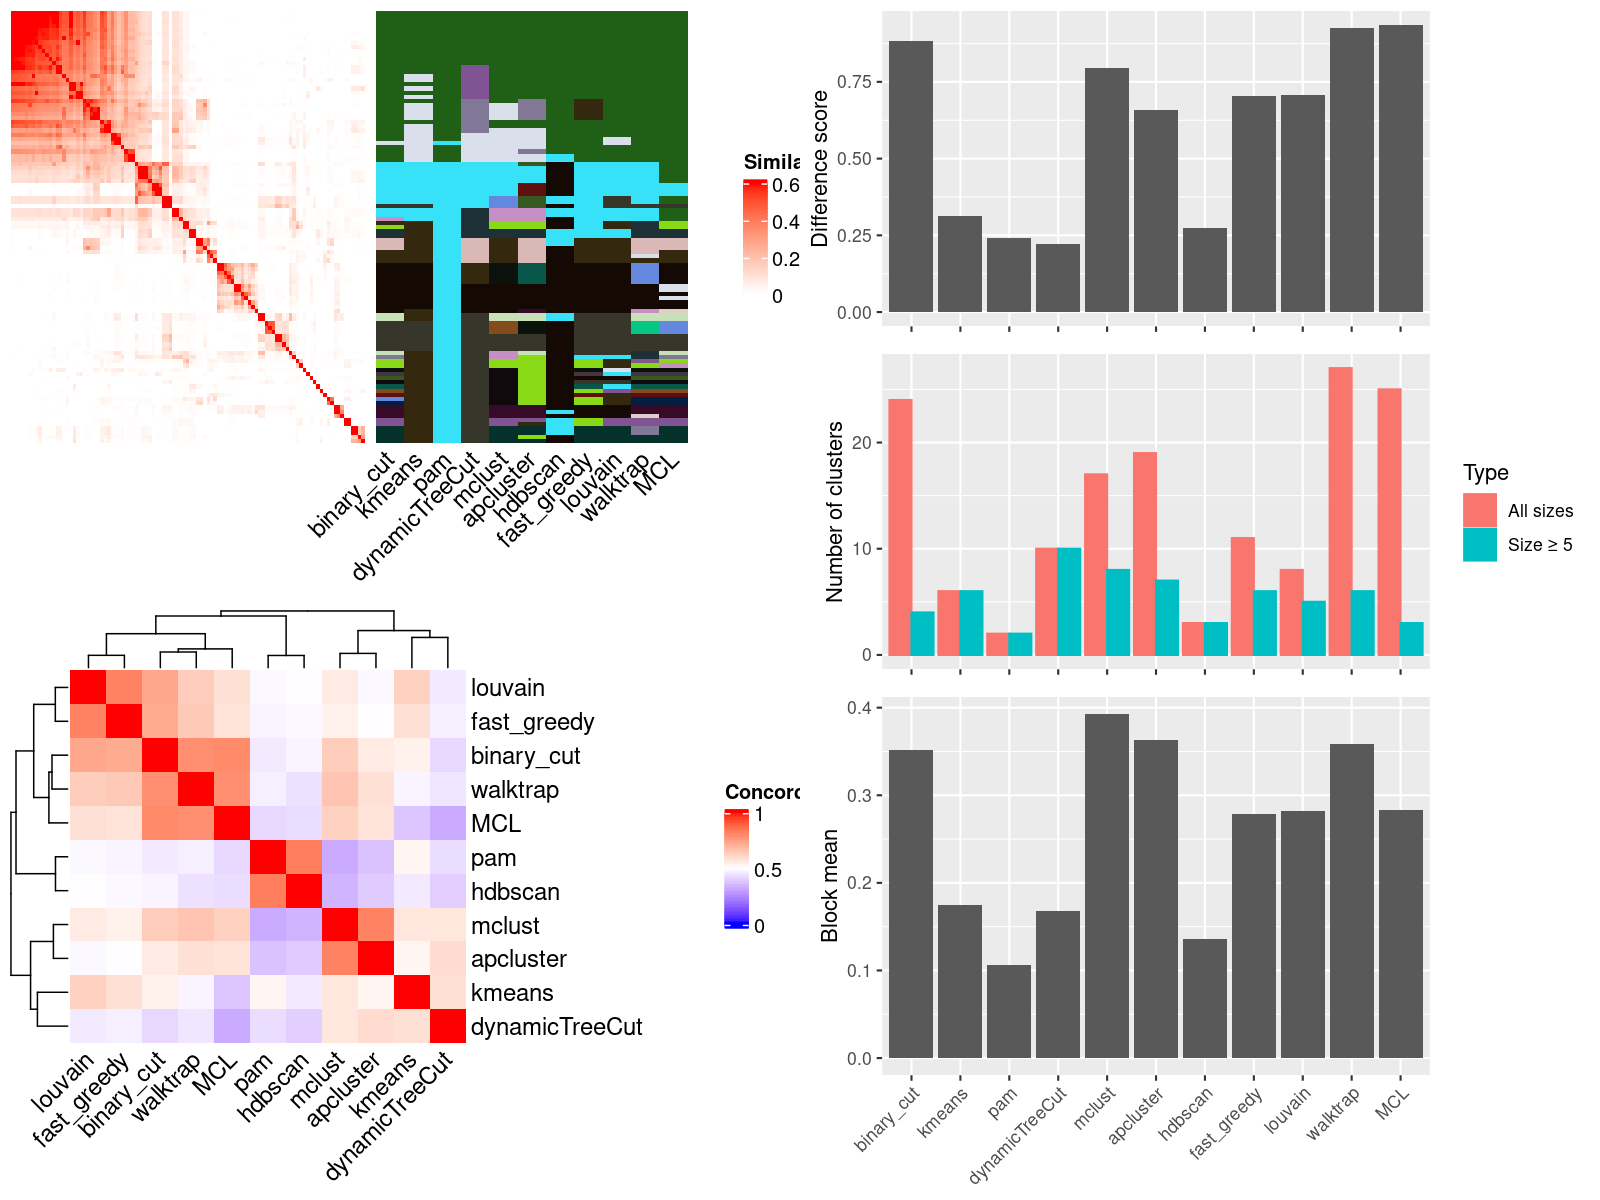 Simila
0.6
0.4
0.2
0
binary_cut
kmeans
pam
dynamicTreeCut
mclust
apcluster
hdbscan
fast_greedy
louvain
walktrap
MCL
Difference score
0.75
0.50
0.25
0.00
Number of clusters
20
10
0
Type
All sizes
Size ≥ 5
Block mean
0.4
0.3
0.2
0.1
0.0
binary_cut
kmeans
pam
dynamicTreeCut
mclust
apcluster
hdbscan
fast_greedy
louvain
walktrap
MCL
louvain
fast_greedy
binary_cut
walktrap
MCL
pam
hdbscan
mclust
apcluster
kmeans
dynamicTreeCut
louvain
fast_greedy
binary_cut
walktrap
MCL
pam
hdbscan
mclust
apcluster
kmeans
dynamicTreeCut
Concord
1
0.5
0